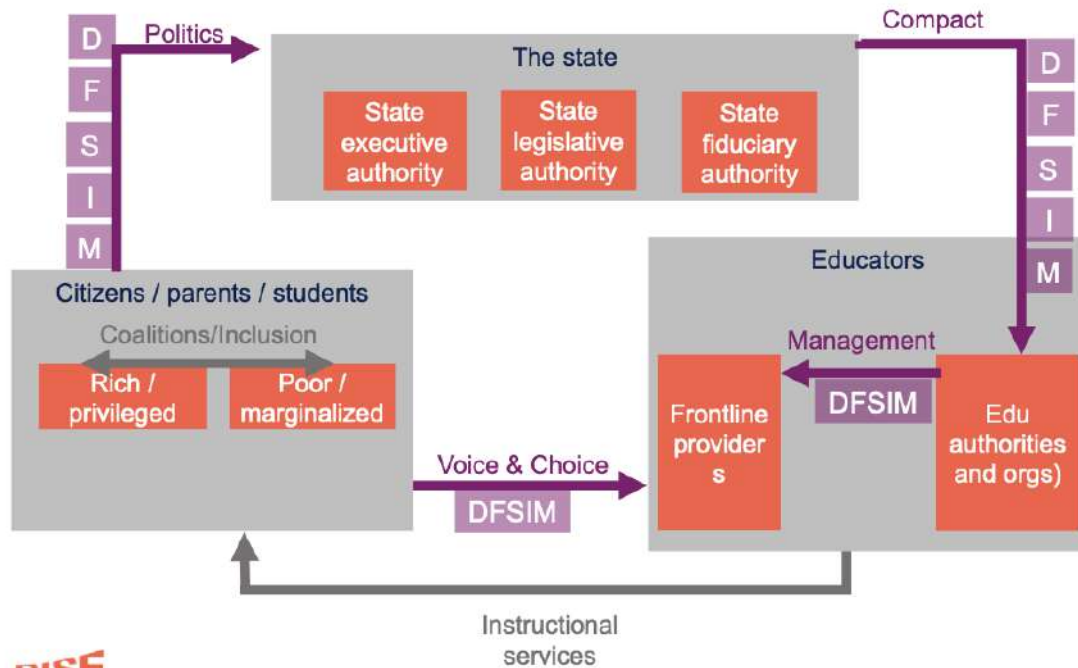 Politics
D
F
S
I
M
The state
State
executive
authority
State
legislative
authority
State
fiduciary
authority
Compact
D
F
S
I
M
Citizens / parents / students
Coalitions/Inclusion
Rich /
privileged
Poor /
marginalized
Voice & Choice
DFSIM
Educators
Management
DFSIM
Frontline
provider
s
Edu
authorities
and orgs)
Instructional
services
RISE